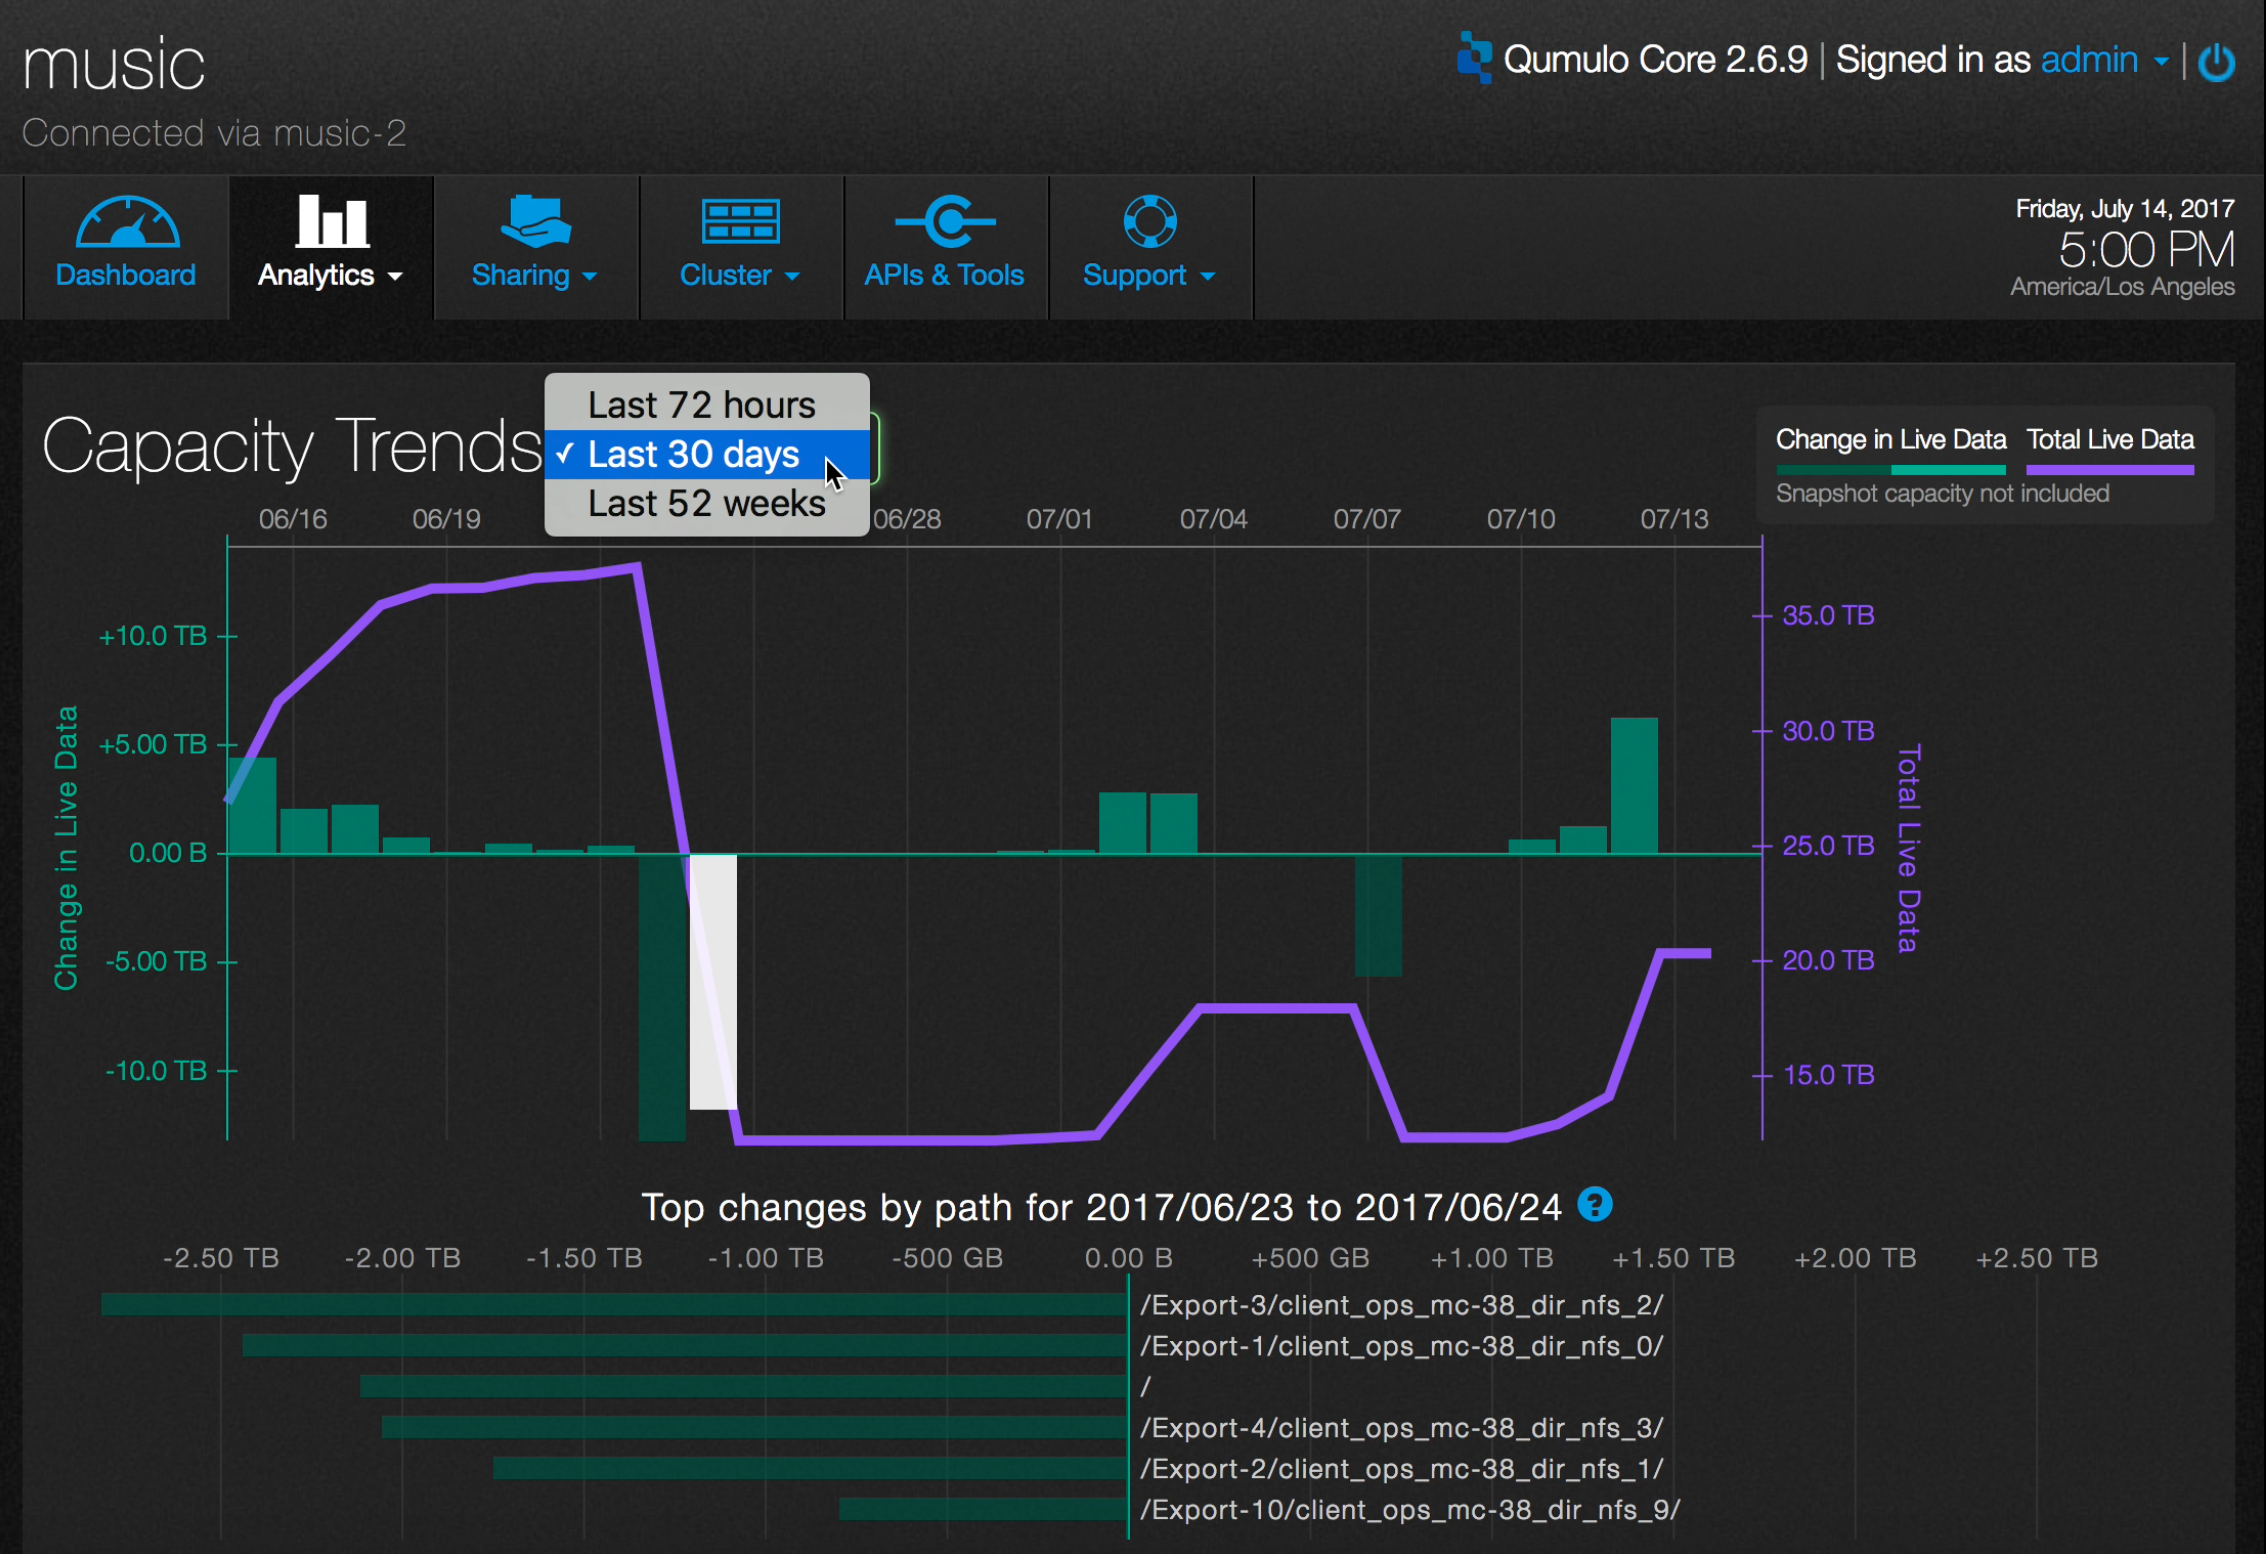 music
Connected via music-2
Qumulo Core 2.6.9 | Signed in as admin
Dashboard
Analytics
Sharing
Cluster
APIs & Tools
Support
Friday, July 14, 2017
5:00 PM
America/Los Angeles
Capacity Trends
Last 72 hours
✓ Last 30 days
Last 52 weeks
Change in Live Data
Total Live Data
Snapshot capacity not included
06/16
06/19
06/28
07/01
07/04
07/07
07/10
07/13
Change in Live Data
+10.0 TB
+5.00 TB
0.00 B
-5.00 TB
-10.0 TB
35.0 TB
30.0 TB
25.0 TB
20.0 TB
15.0 TB
Total Live Data
Top changes by path for 2017/06/23 to 2017/06/24 ?
-2.50 TB
-2.00 TB
-1.50 TB
-1.00 TB
-500 GB
0.00 B
+500 GB
+1.00 TB
+1.50 TB
+2.00 TB
+2.50 TB
/Export-3/client_ops_mc-38_dir_nfs_2/
/Export-1/client_ops_mc-38_dir_nfs_0/
/
/Export-4/client_ops_mc-38_dir_nfs_3/
/Export-2/client_ops_mc-38_dir_nfs_1/
/Export-10/client_ops_mc-38_dir_nfs_9/